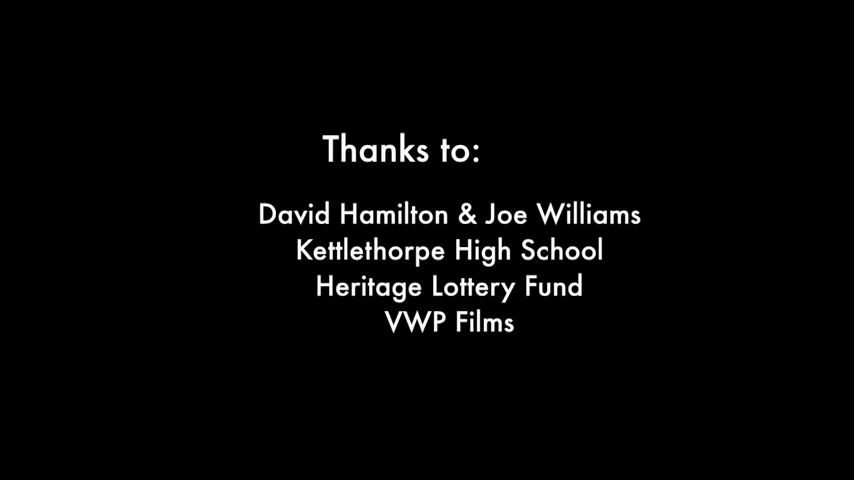 Thanks to:
David Hamilton & Joe Williams
Kettlethorpe High School
Heritage Lottery Fund
VWP Films